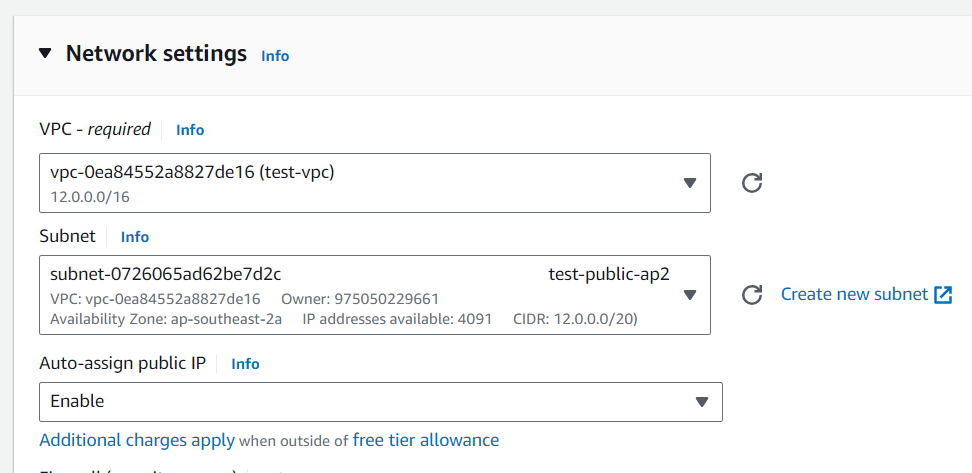 Network settings Info
VPC - required Info
vpc-0ea84552a8827de16 (test-vpc)
12.0.0.0/16
Subnet Info
subnet-0726065ad62be7d2c test-public-ap2
VPC: vpc-0ea84552a8827de16 Owner: 975050229661
Availability Zone: ap-southeast-2a IP addresses available: 4091 CIDR: 12.0.0.0/20)
Create new subnet
Auto-assign public IP Info
Enable
Additional charges apply when outside of free tier allowance